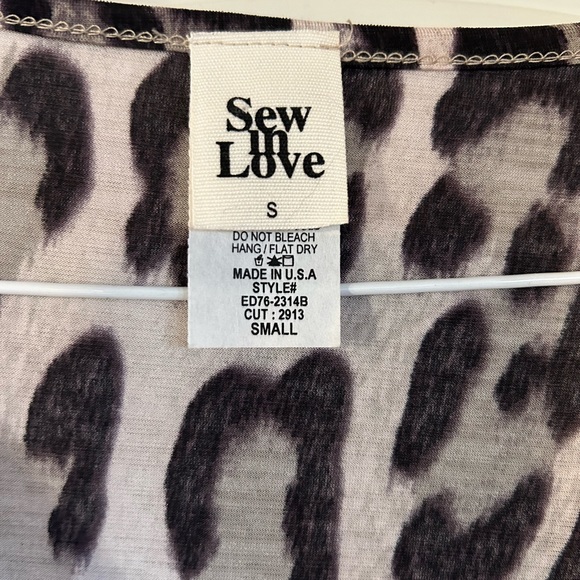 Sew
in
Love
S
DO NOT BLEACH
HANG / FLAT DRY
MADE IN U.S.A
STYLE#
ED76-2314B
CUT : 2913
SMALL